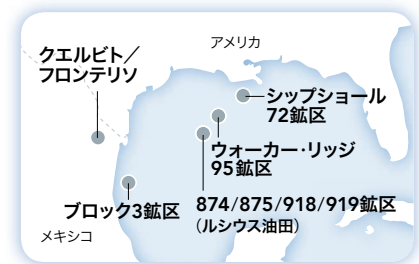 アメリカ
クエルビト／
フロンテリソ
シップショール
72鉱区
ウォーカー・リッジ
95鉱区
874/875/918/919鉱区
（ルシウス油田）
ブロック3鉱区
メキシコ